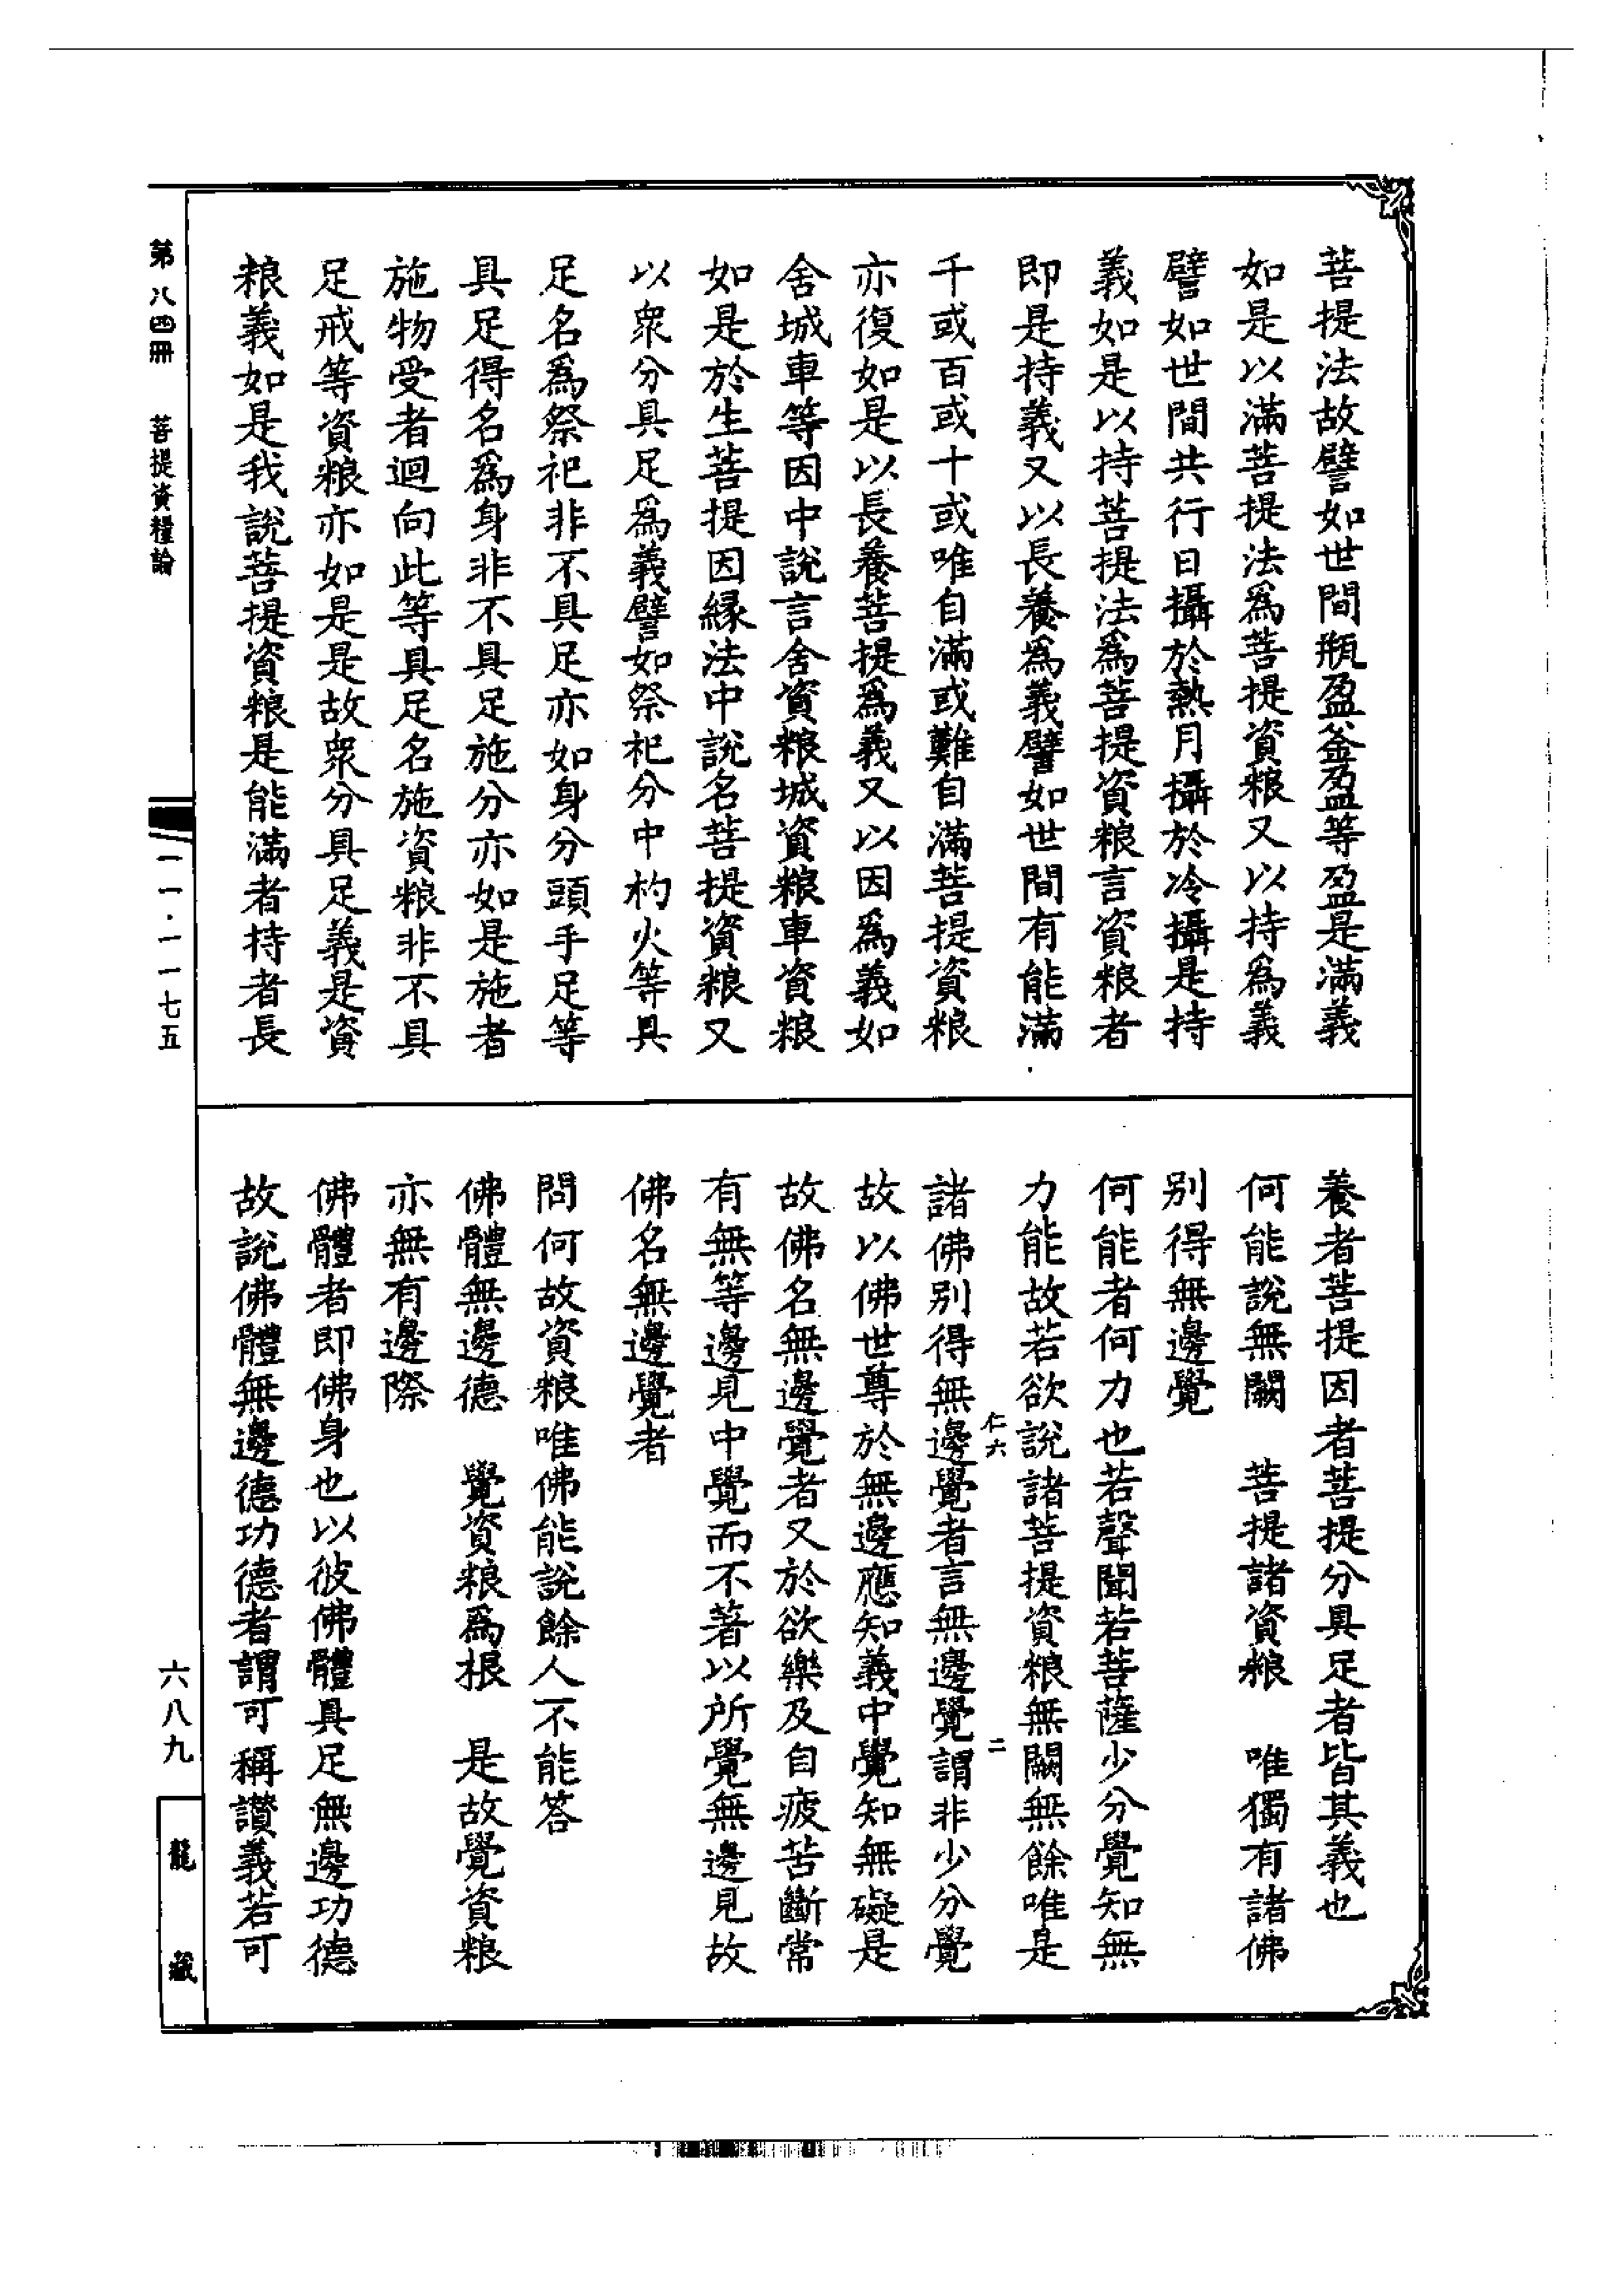 菩提法故譬如世間瓶盈釜盈等盈是滿義
如是以滿菩提法爲菩提資粮又以持爲義
譬如世間共行日攝於熱月攝於冷攝是持
義如是以持菩提法爲菩提資粮言資粮者
即是持義又以長養爲義譬如世間有能滿
千或百或十或唯自滿或難自滿菩提資粮
亦復如是以長養菩提爲義又以因爲義如
舍城車等因中說言舍資粮城資粮車資粮
如是於生菩提因緣法中說名菩提資粮又
以衆分具足爲義譬如祭祀分中杓火等具
足名爲祭祀非不具足亦如身分頭手足等
具足得名爲身非不具足施分亦如是施者
施物受者迴向此等具足名施資粮非不具
足戒等資粮亦如是是故衆分具足義是資
粮義如是我說菩提資粮是能滿者持者長
養者菩提因者菩提分具足者皆其義也
何能說無闕 菩提諸資粮 唯獨有諸佛
別得無邊覺
何能者何力也若聲聞若菩薩少分覺知無
力能故若欲說諸菩提資粮無闕無餘唯是
仁六 二
諸佛別得無邊覺者言無邊覺謂非少分覺
故以佛世尊於無邊應知義中覺知無礙是
故佛名無邊覺者又於欲樂及自疲苦斷常
有無等邊見中覺而不著以所覺無邊見故
佛名無邊覺者
問何故資粮唯佛能說餘人不能答
佛體無邊德 覺資粮爲根 是故覺資粮
亦無有邊際
佛體者即佛身也以彼佛體具足無邊功德
故說佛體無邊德功德者謂可稱讚義若可
第八四冊 菩提資糧論
一一·一一七五
六八九
龍藏